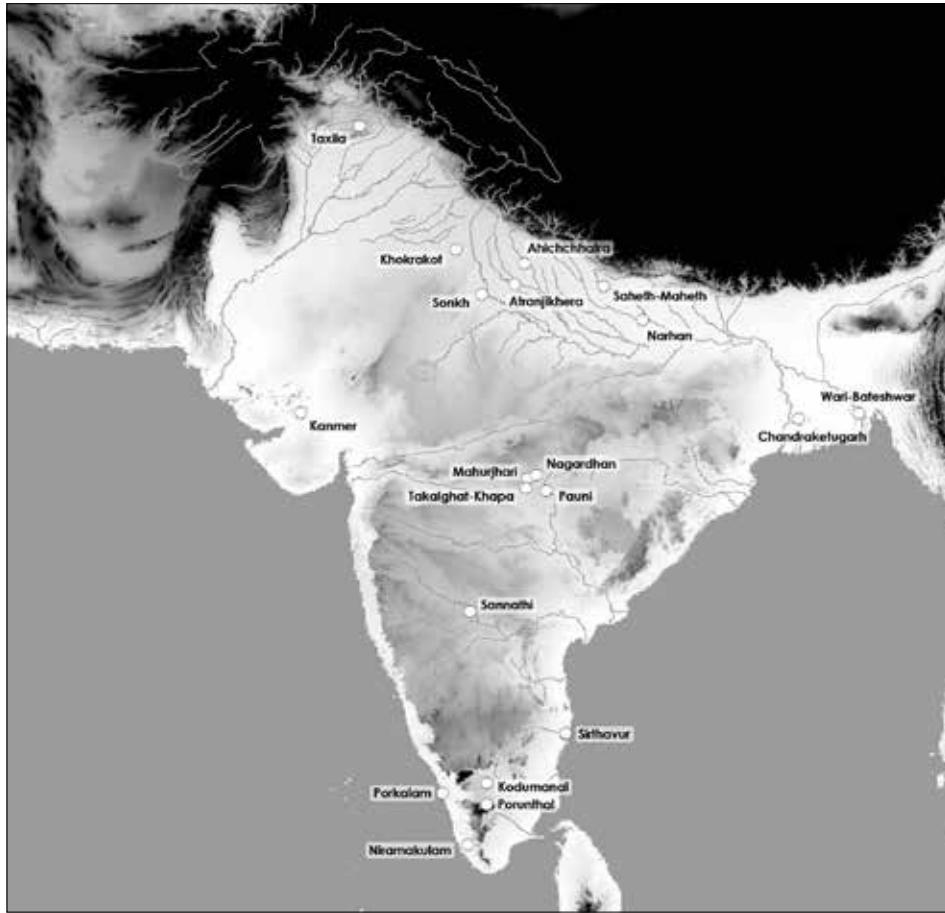 Taxila
Ahichchhatra
Khokrakot
Sonkh
Atranjikhera
Saheth-Maheth
Narhan
Wari-Bateshwar
Kanmer
Chandraketugarh
Mahurjhari
Nagardhan
Takalghat-Khapa
Pauni
Sannathi
Sirthavur
Kodumanal
Porkalam
Porunthal
Niramakulam